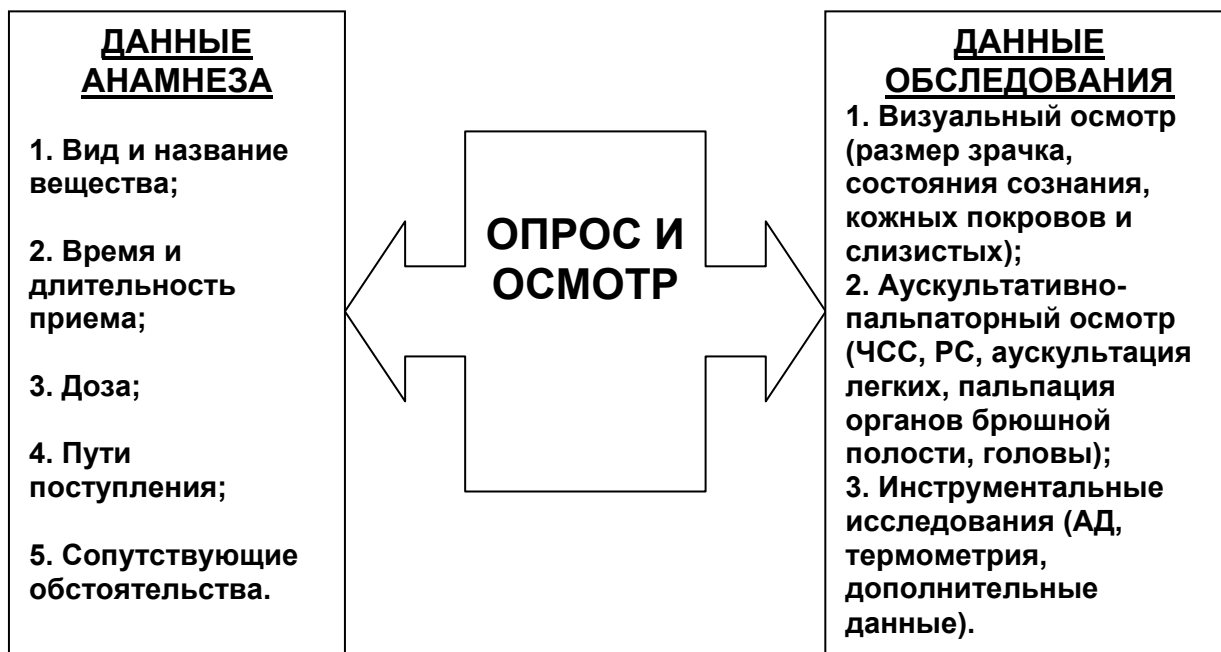 ДАННЫЕ
АНАМНЕЗА
1. Вид и название
вещества;
2. Время и
длительность
приема;
3. Доза;
4. Пути
поступления;
5. Сопутствующие
обстоятельства.
ОПРОС И
ОСМОТР
ДАННЫЕ
ОБСЛЕДОВАНИЯ
1. Визуальный осмотр
(размер зрачка,
состояния сознания,
кожных покровов и
слизистых);
2. Аускультативно-
пальпаторный осмотр
(ЧСС, РС, аускультация
легких, пальпация
органов брюшной
полости, головы);
3. Инструментальные
исследования (АД,
термометрия,
дополнительные
данные).